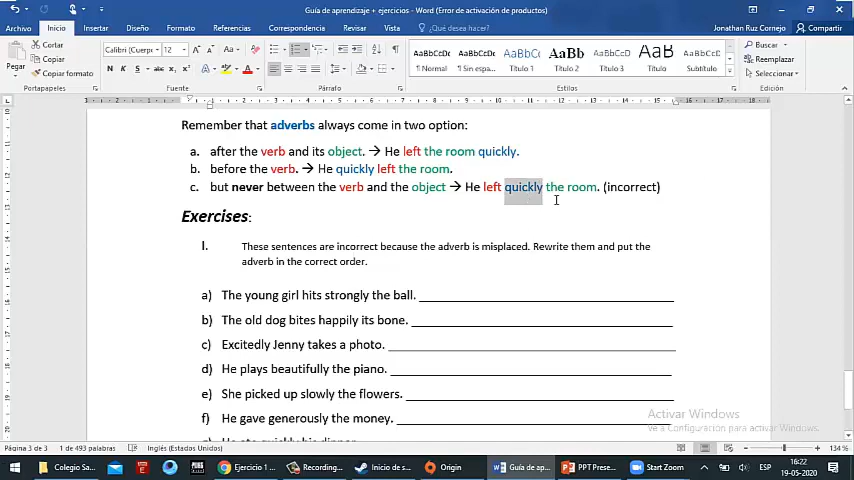 Guía de aprendizaje + ejercicios - Word (Error de activación de productos)
Jonathan Ruz Cornejo
Compartir
Archivo Inicio Insertar Diseño Formato Referencias Correspondencia Revisar Vista ¿Qué desea hacer?
Pegar
Cortar
Copiar
Copiar formato
Portapapeles
Calibri (Cuerp 12
N K S abc x₂ x²
Fuente
Párrafo
AaBbCcDc AaBbCcDc AaBbCc AaBb AaBbCcD AaB AaBbCcD
¶ Normal ¶ Sin espa... Título 1 Título 2 Título 3 Título Subtítulo
Estilos
Buscar
Reemplazar
Seleccionar
Edición
Remember that adverbs always come in two option:
a. after the verb and its object. → He left the room quickly.
b. before the verb. → He quickly left the room.
c. but never between the verb and the object → He left quickly the room. (incorrect)
Exercises:
I. These sentences are incorrect because the adverb is misplaced. Rewrite them and put the
adverb in the correct order.
a) The young girl hits strongly the ball.
b) The old dog bites happily its bone.
c) Excitedly Jenny takes a photo.
d) He plays beautifully the piano.
e) She picked up slowly the flowers.
f) He gave generously the money.
Activar Windows
Ve a Configuración para activar Windows.
Página 3 de 3 1 de 493 palabras Inglés (Estados Unidos) 134 %
Colegio Sa... Ejercicio 1 ... Recording... Inicio de s... Origin Guía de ap... PPT Prese... Start Zoom ESP 16:22
19-05-2020